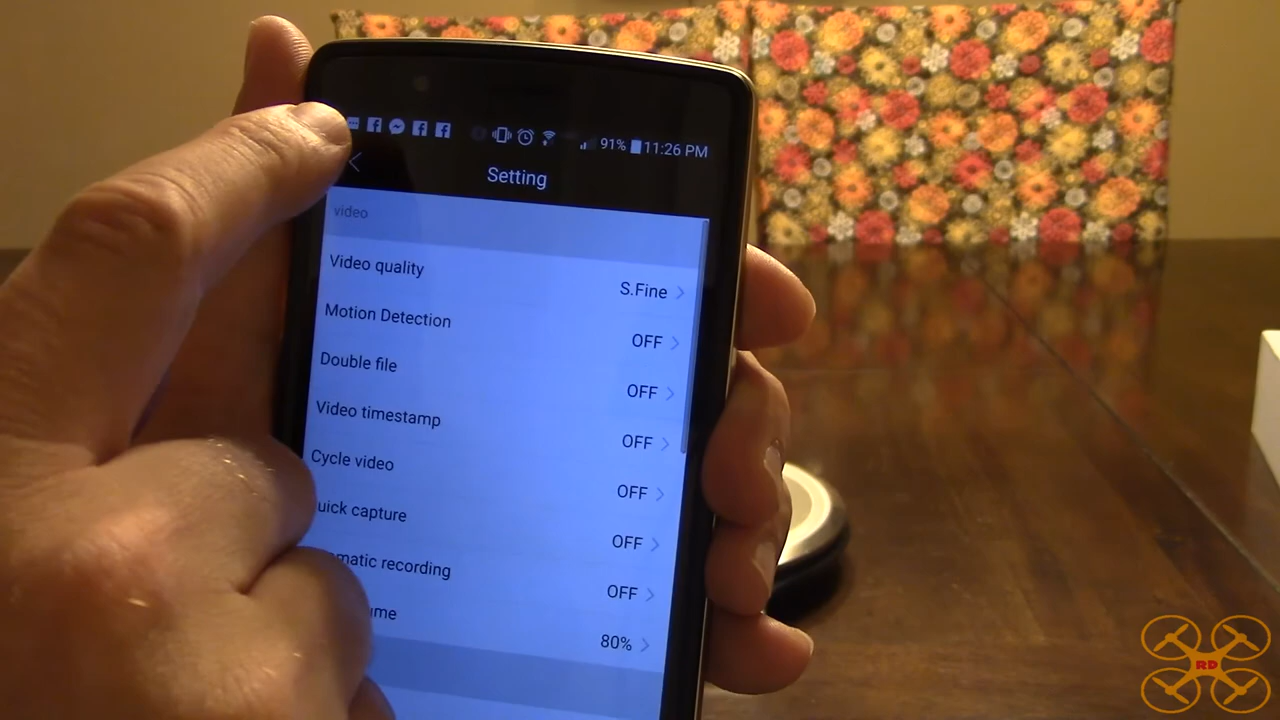 91% 11:26 PM
Setting
video
Video quality S.Fine
Motion Detection OFF
Double file OFF
Video timestamp OFF
Cycle video OFF
uick capture OFF
matic recording OFF
ume 80%
RD